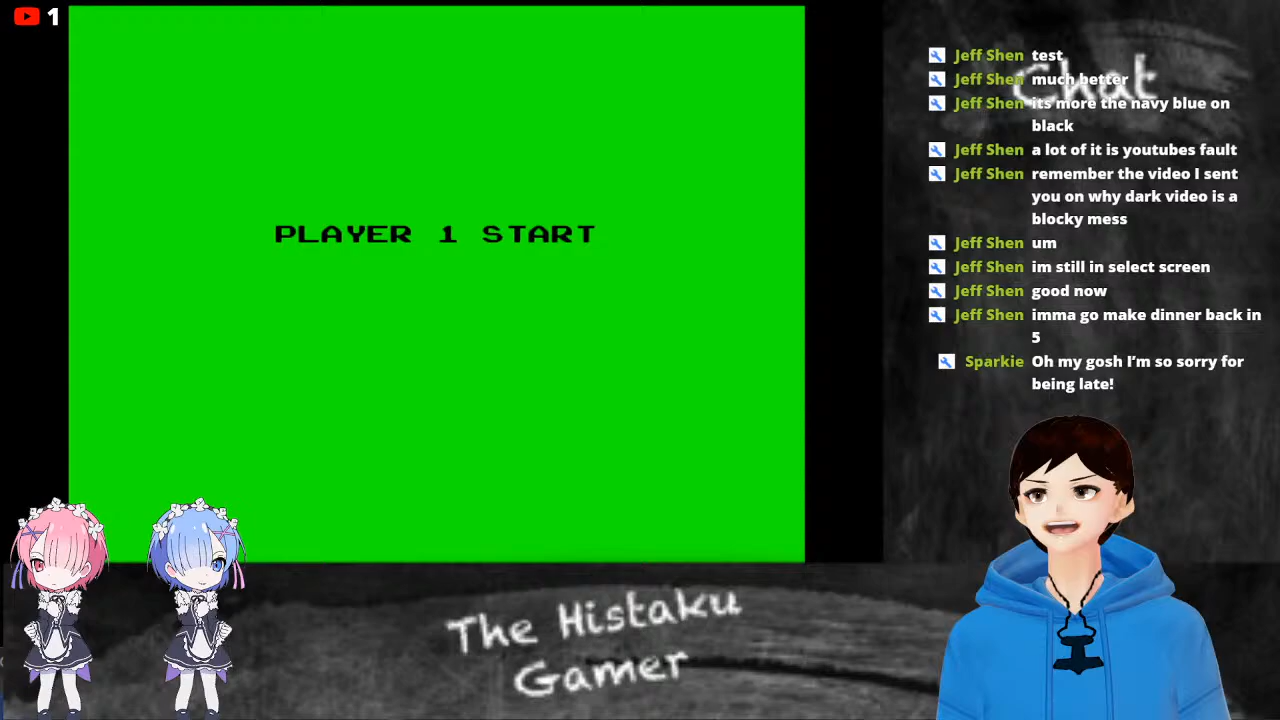 1
PLAYER 1 START
Chat
Jeff Shen test
Jeff Shen much better
Jeff Shen its more the navy blue on
black
Jeff Shen a lot of it is youtubes fault
Jeff Shen remember the video I sent
you on why dark video is a
blocky mess
Jeff Shen um
Jeff Shen im still in select screen
Jeff Shen good now
Jeff Shen imma go make dinner back in
5
Sparkie Oh my gosh I'm so sorry for
being late!
The Histaku
Gamer